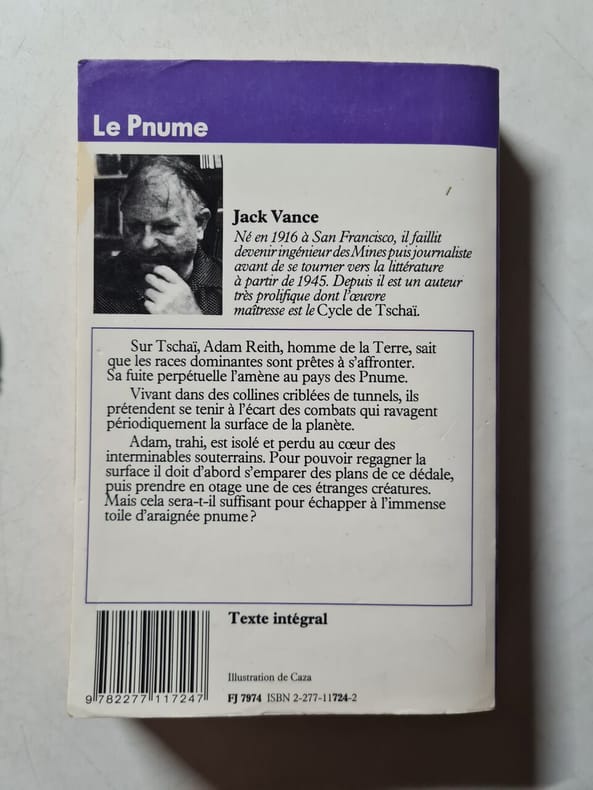 Le Pnume
Jack Vance
Né en 1916 à San Francisco, il faillit
devenir ingénieur des Mines puis journaliste
avant de se tourner vers la littérature
à partir de 1945. Depuis il est un auteur
très prolifique dont l'œuvre
maîtresse est le Cycle de Tschaï.
Sur Tschaï, Adam Reith, homme de la Terre, sait
que les races dominantes sont prêtes à s'affronter.
Sa fuite perpétuelle l'amène au pays des Pnume.
Vivant dans des collines criblées de tunnels, ils
prétendent se tenir à l'écart des combats qui ravagent
périodiquement la surface de la planète.
Adam, trahi, est isolé et perdu au cœur des
interminables souterrains. Pour pouvoir regagner la
surface il doit d'abord s'emparer des plans de ce dédale,
puis prendre en otage une de ces étranges créatures.
Mais cela sera-t-il suffisant pour échapper à l'immense
toile d'araignée pnume ?
Texte intégral
Illustration de Caza
FJ 7974 ISBN 2-277-11724-2
9 782277 117247